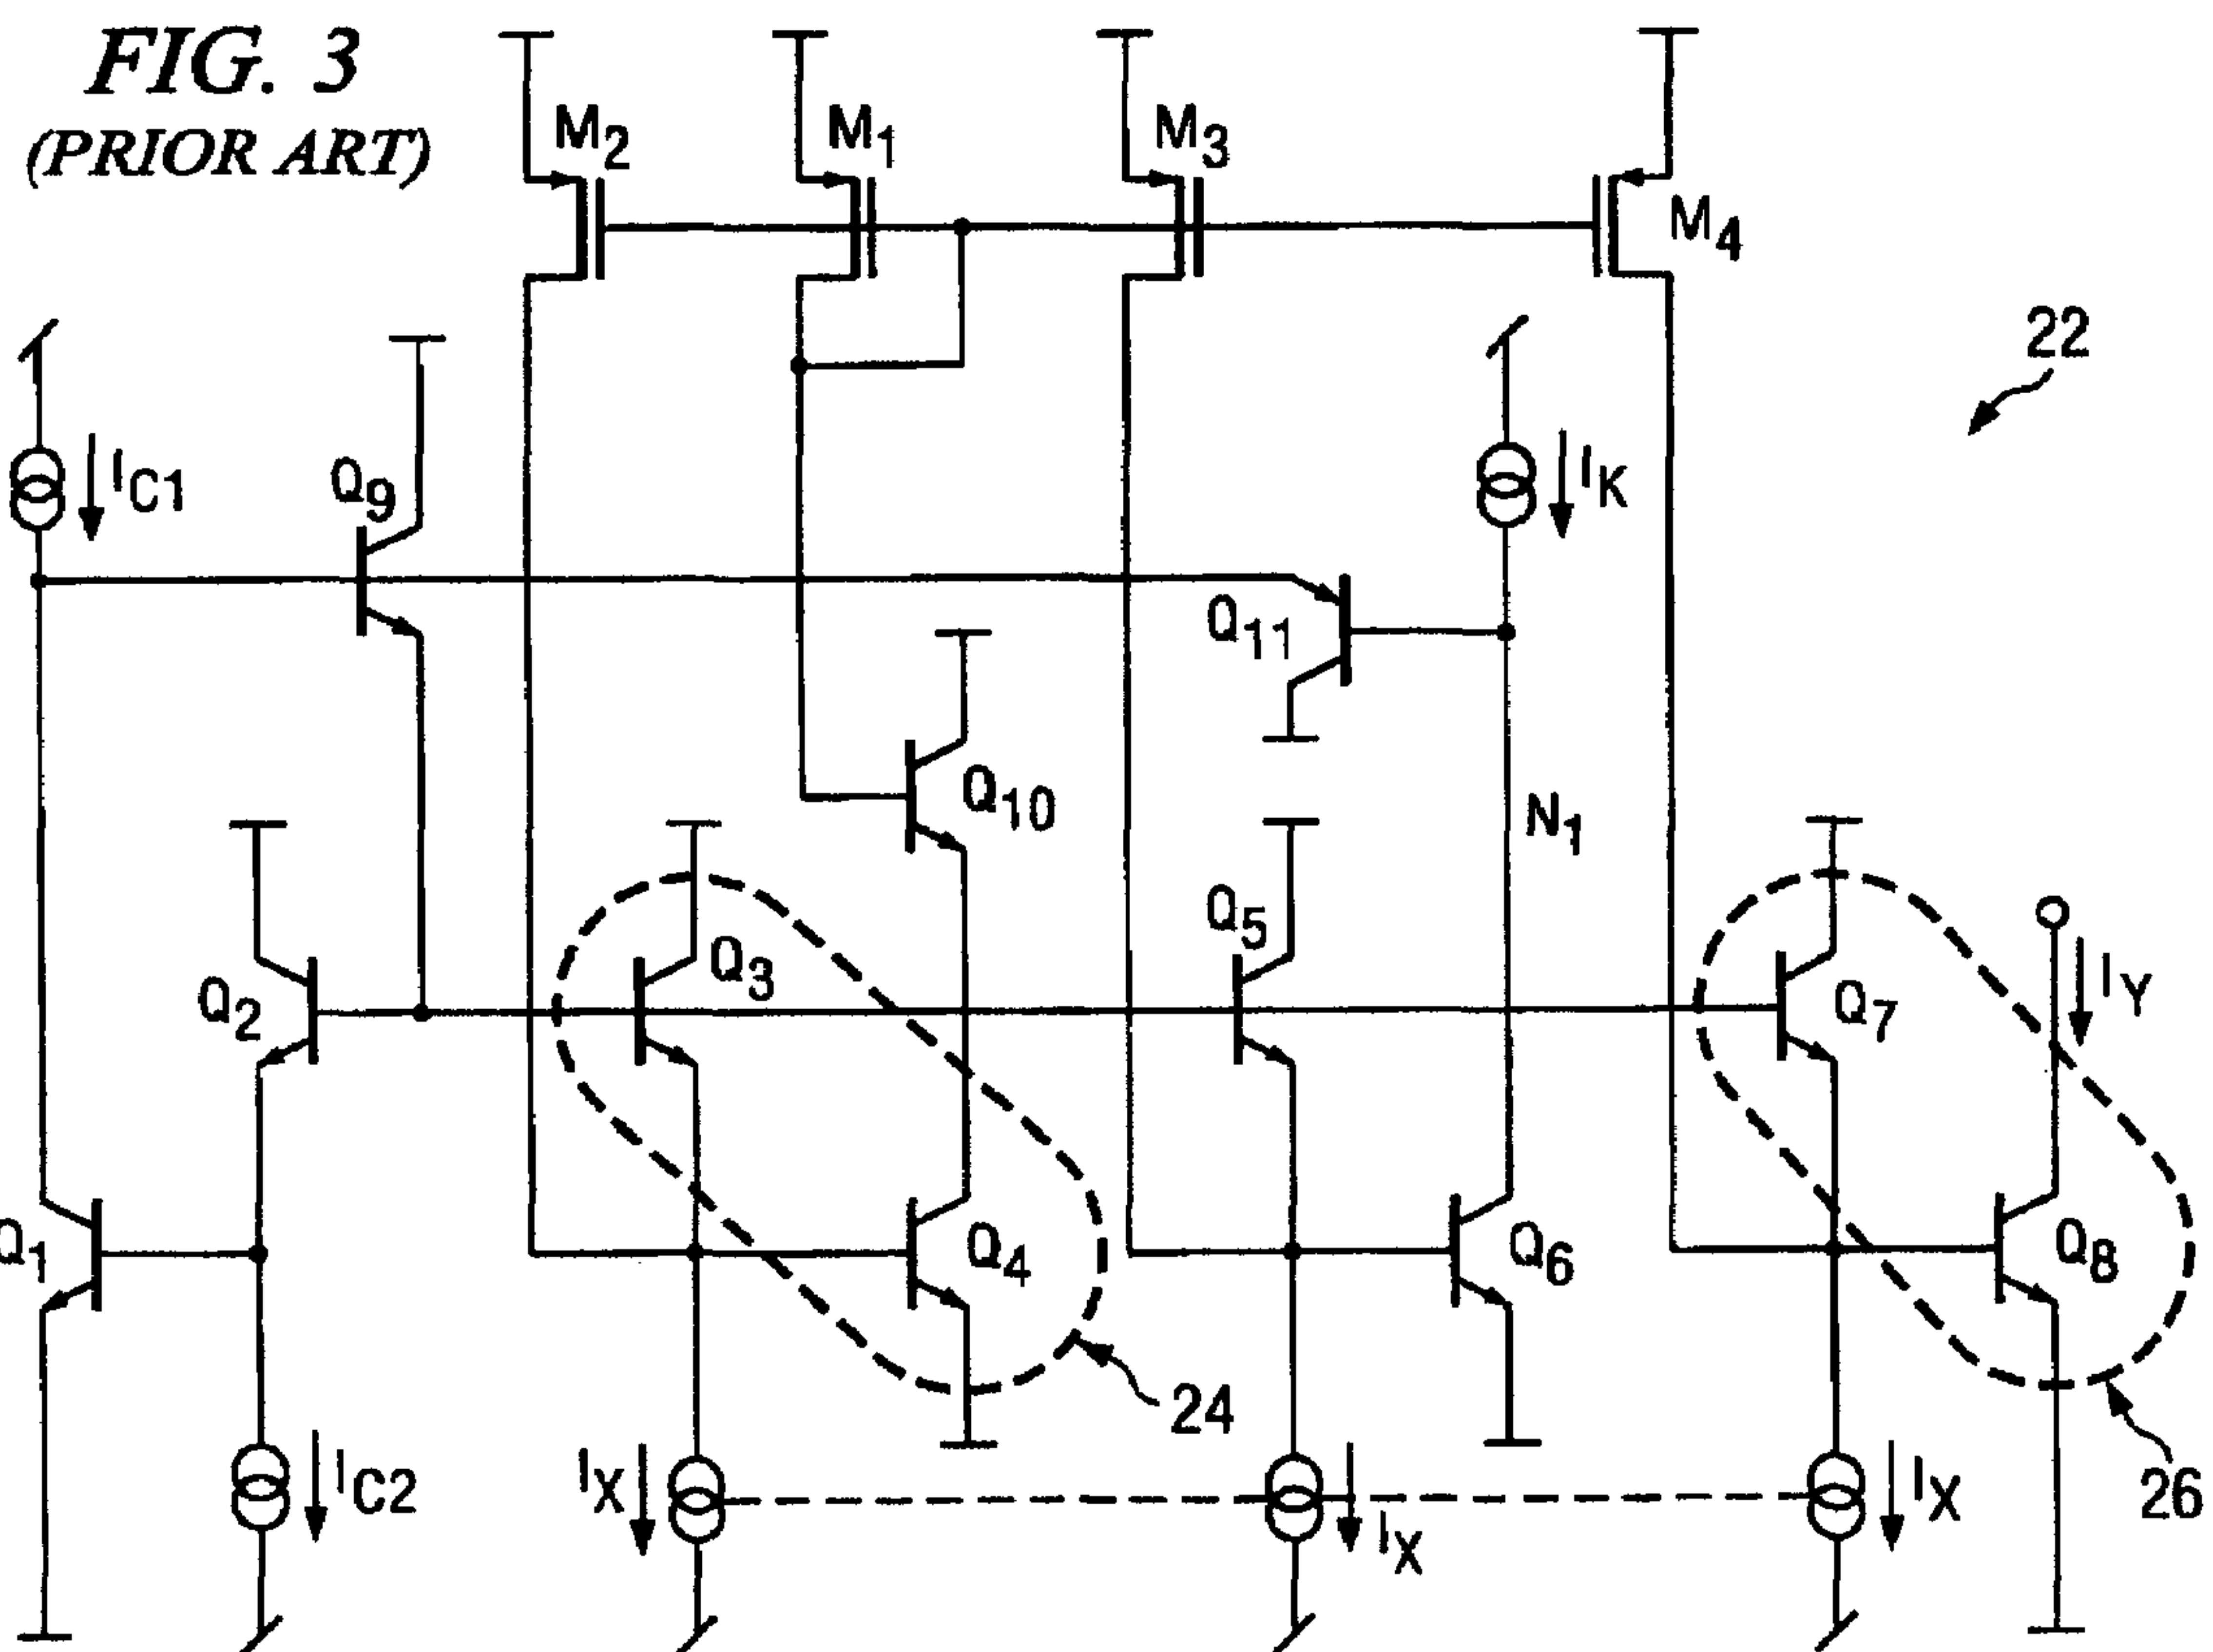 FIG. 3
(PRIOR ART)
M2
M1
M3
M4
22
IC1
Q9
IK
Q11
Q10
N1
Q2
Q3
Q5
Q7
IY
Q1
Q4
Q6
Q8
24
26
IC2
IX
IX
IX